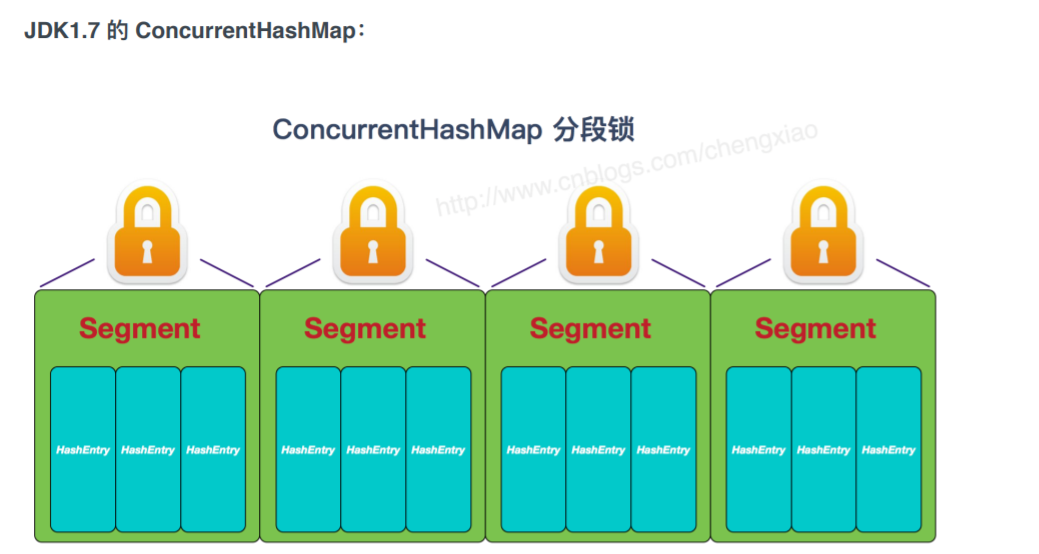 JDK1.7 的 ConcurrentHashMap：
ConcurrentHashMap 分段锁
http://www.cnblogs.com/chengxiao
Segment Segment Segment Segment
HashEntry HashEntry HashEntry HashEntry HashEntry HashEntry HashEntry HashEntry HashEntry HashEntry HashEntry HashEntry